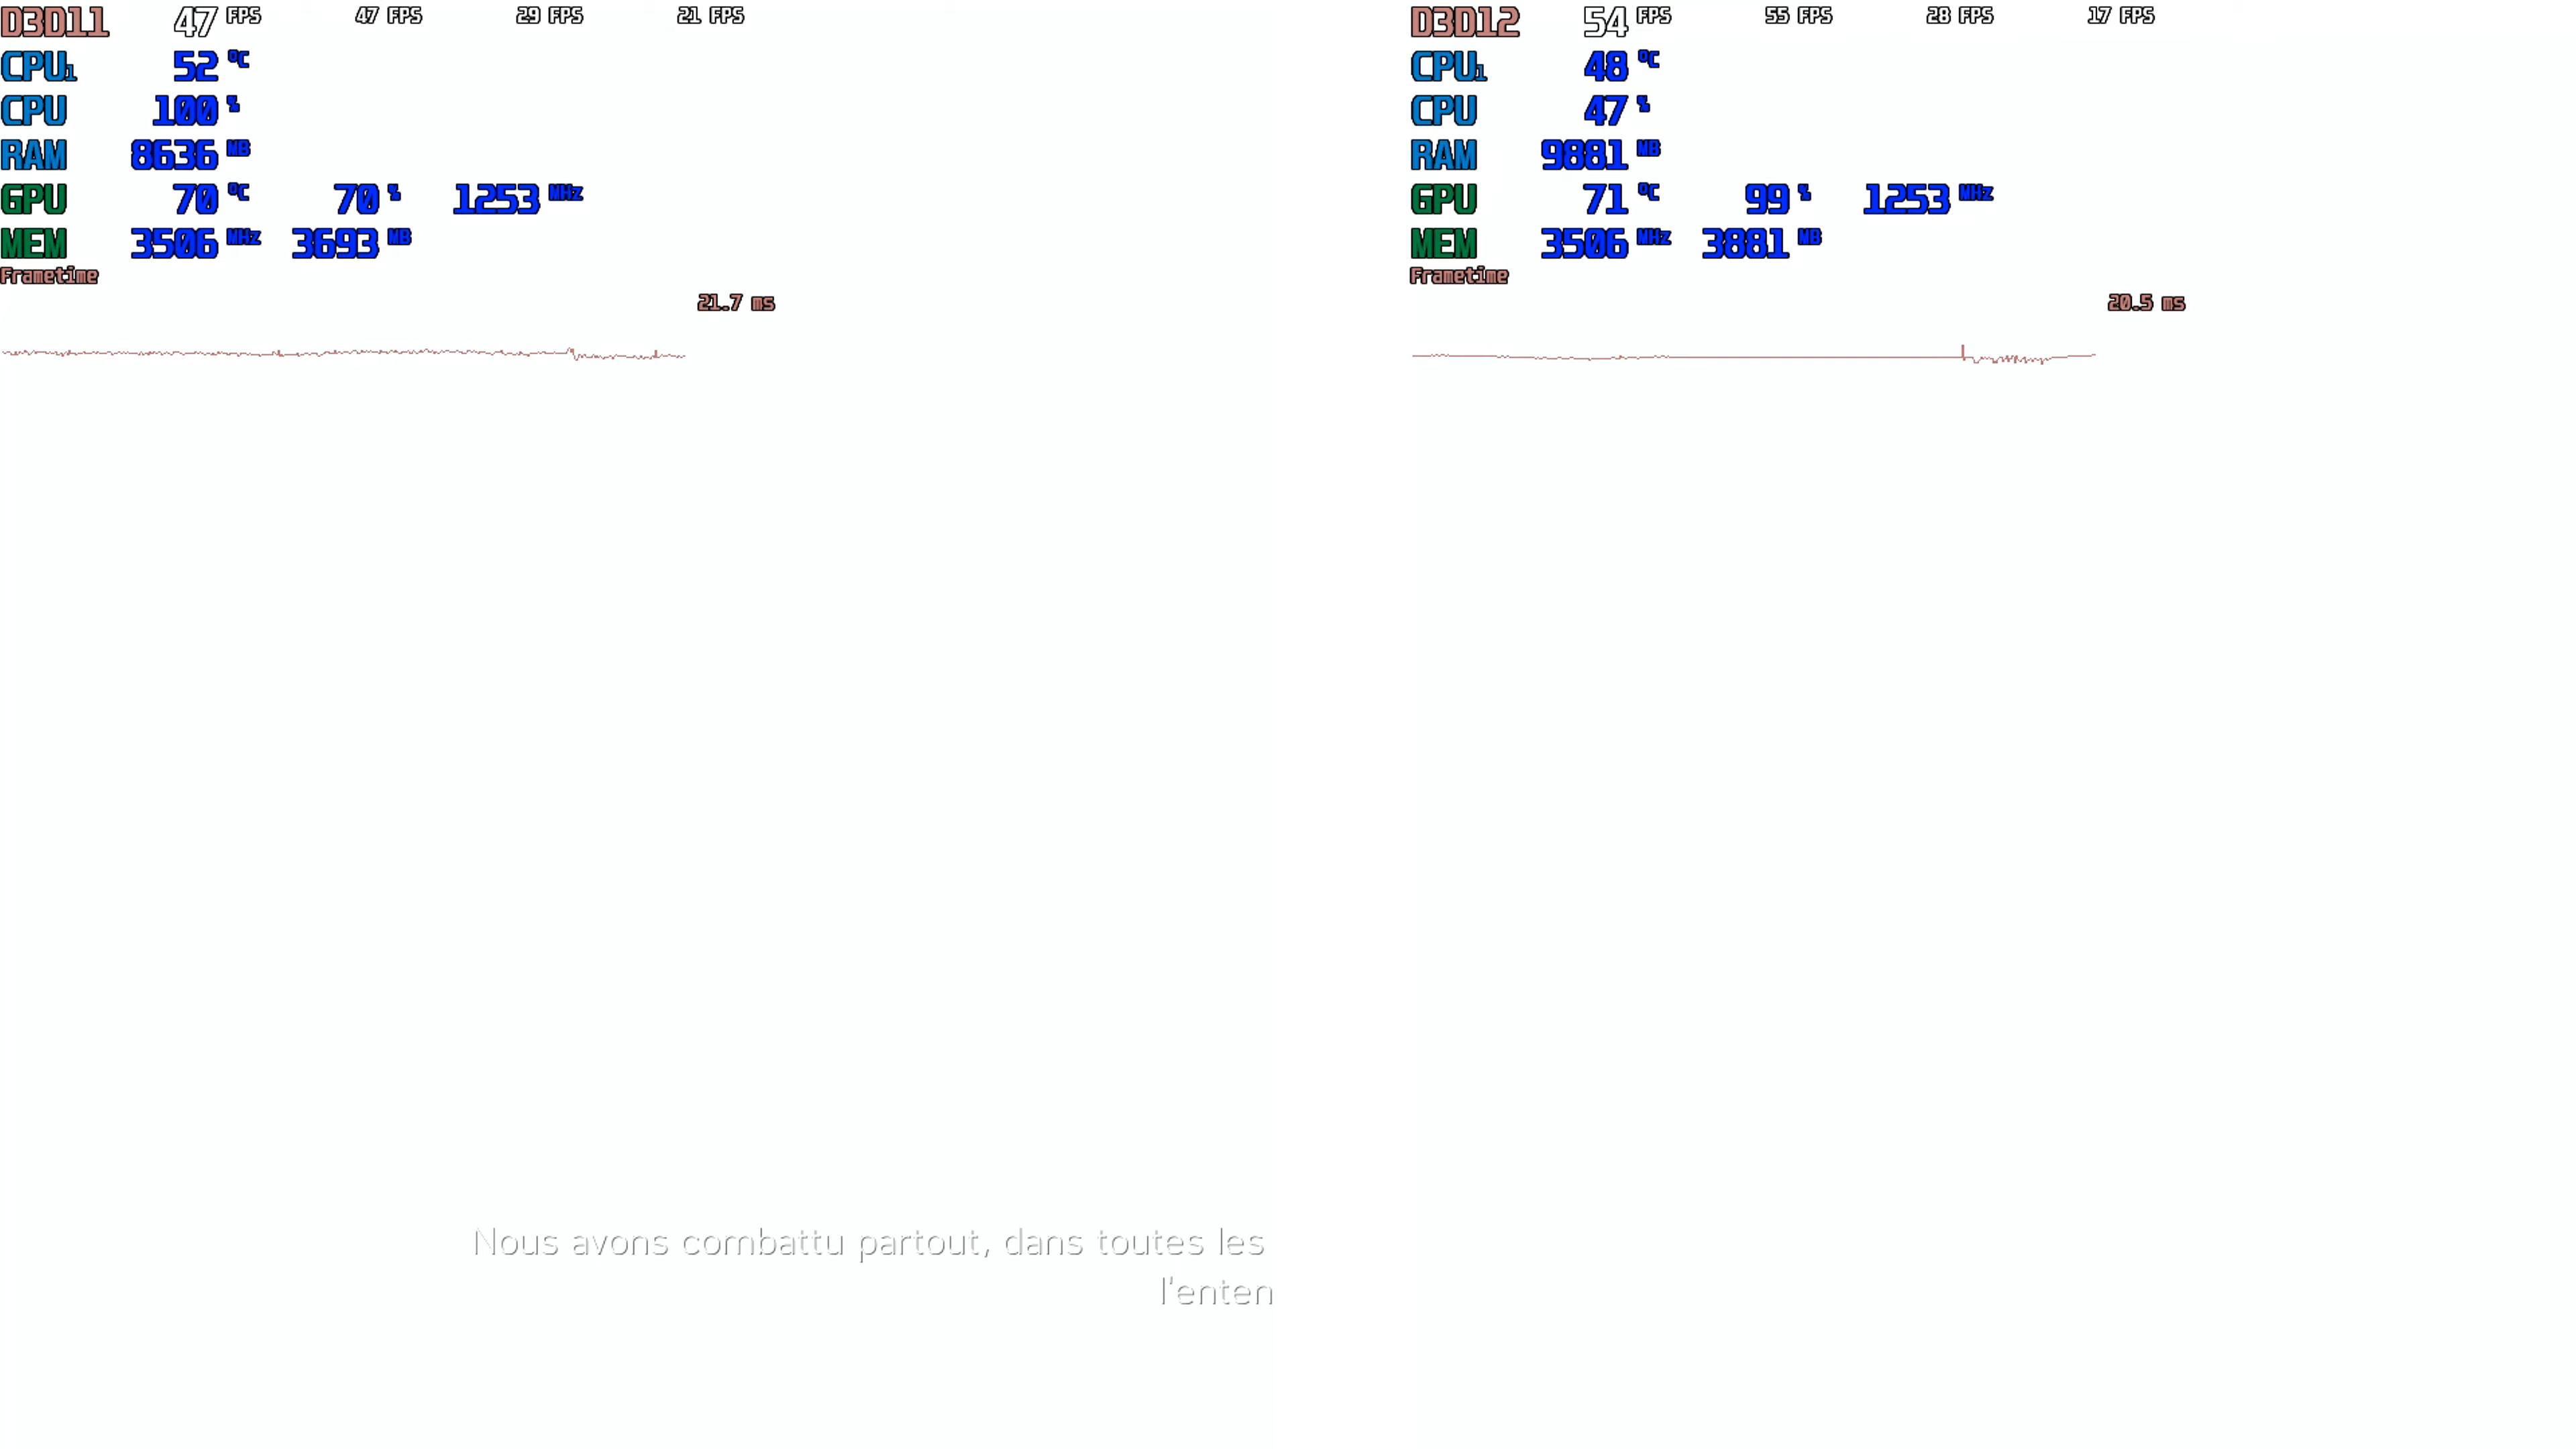 D3D11 47 FPS 47 FPS 29 FPS 21 FPS
CPU1 52 °C
CPU 100 %
RAM 8636 MB
GPU 70 °C 70 % 1253 MHz
MEM 3506 MHz 3693 MB
Frametime
21.7 ms
D3D12 54 FPS 55 FPS 28 FPS 17 FPS
CPU1 48 °C
CPU 47 %
RAM 9881 MB
GPU 71 °C 99 % 1253 MHz
MEM 3506 MHz 3881 MB
Frametime
20.5 ms
Nous avons combattu partout, dans toutes les
l'enten